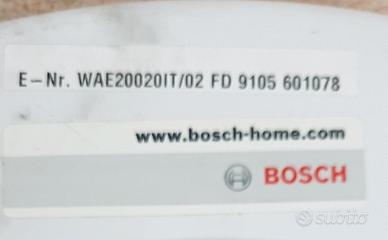 E-Nr. WAE20020IT/02 FD 9105 601078
www.bosch-home.com
BOSCH
subito